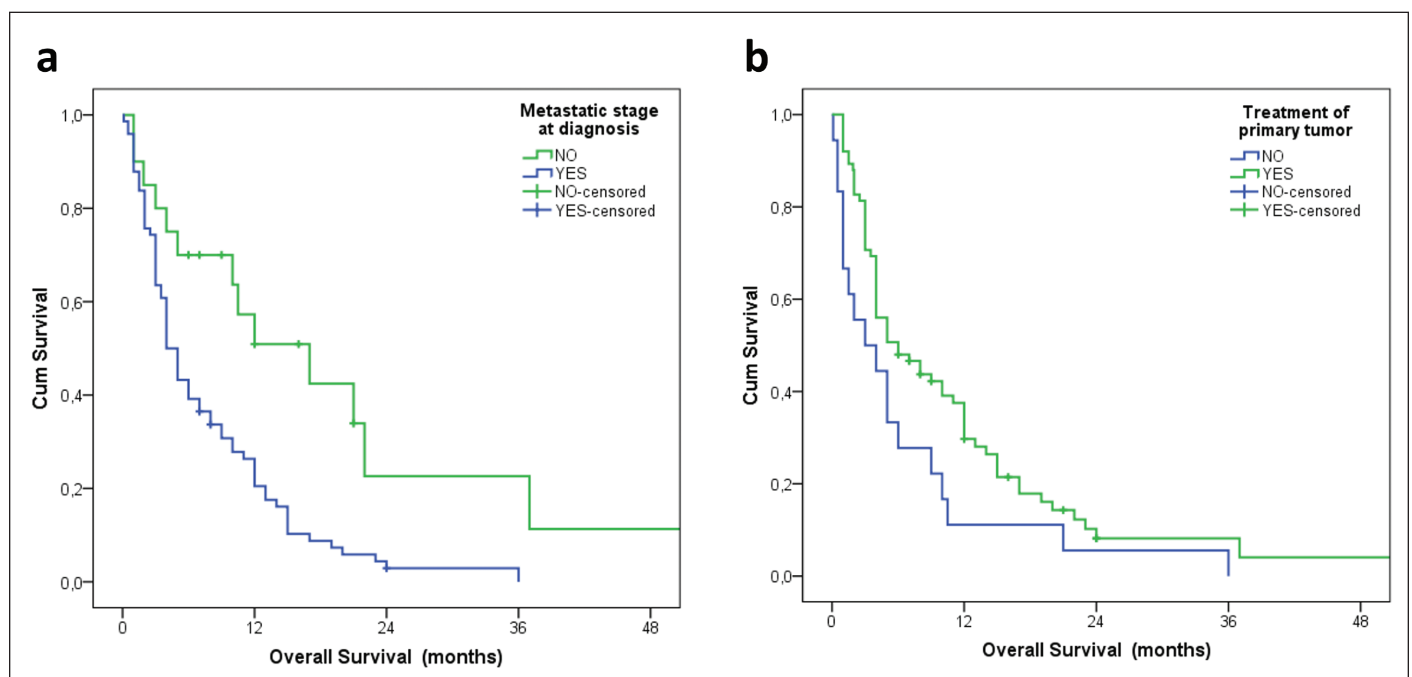 a
Metastatic stage
at diagnosis
NO
YES
NO-censored
YES-censored
Cum Survival
1,0
0,8
0,6
0,4
0,2
0,0
0 12 24 36 48
Overall Survival (months)
b
Treatment of
primary tumor
NO
YES
NO-censored
YES-censored
Cum Survival
1,0
0,8
0,6
0,4
0,2
0,0
0 12 24 36 48
Overall Survival (months)